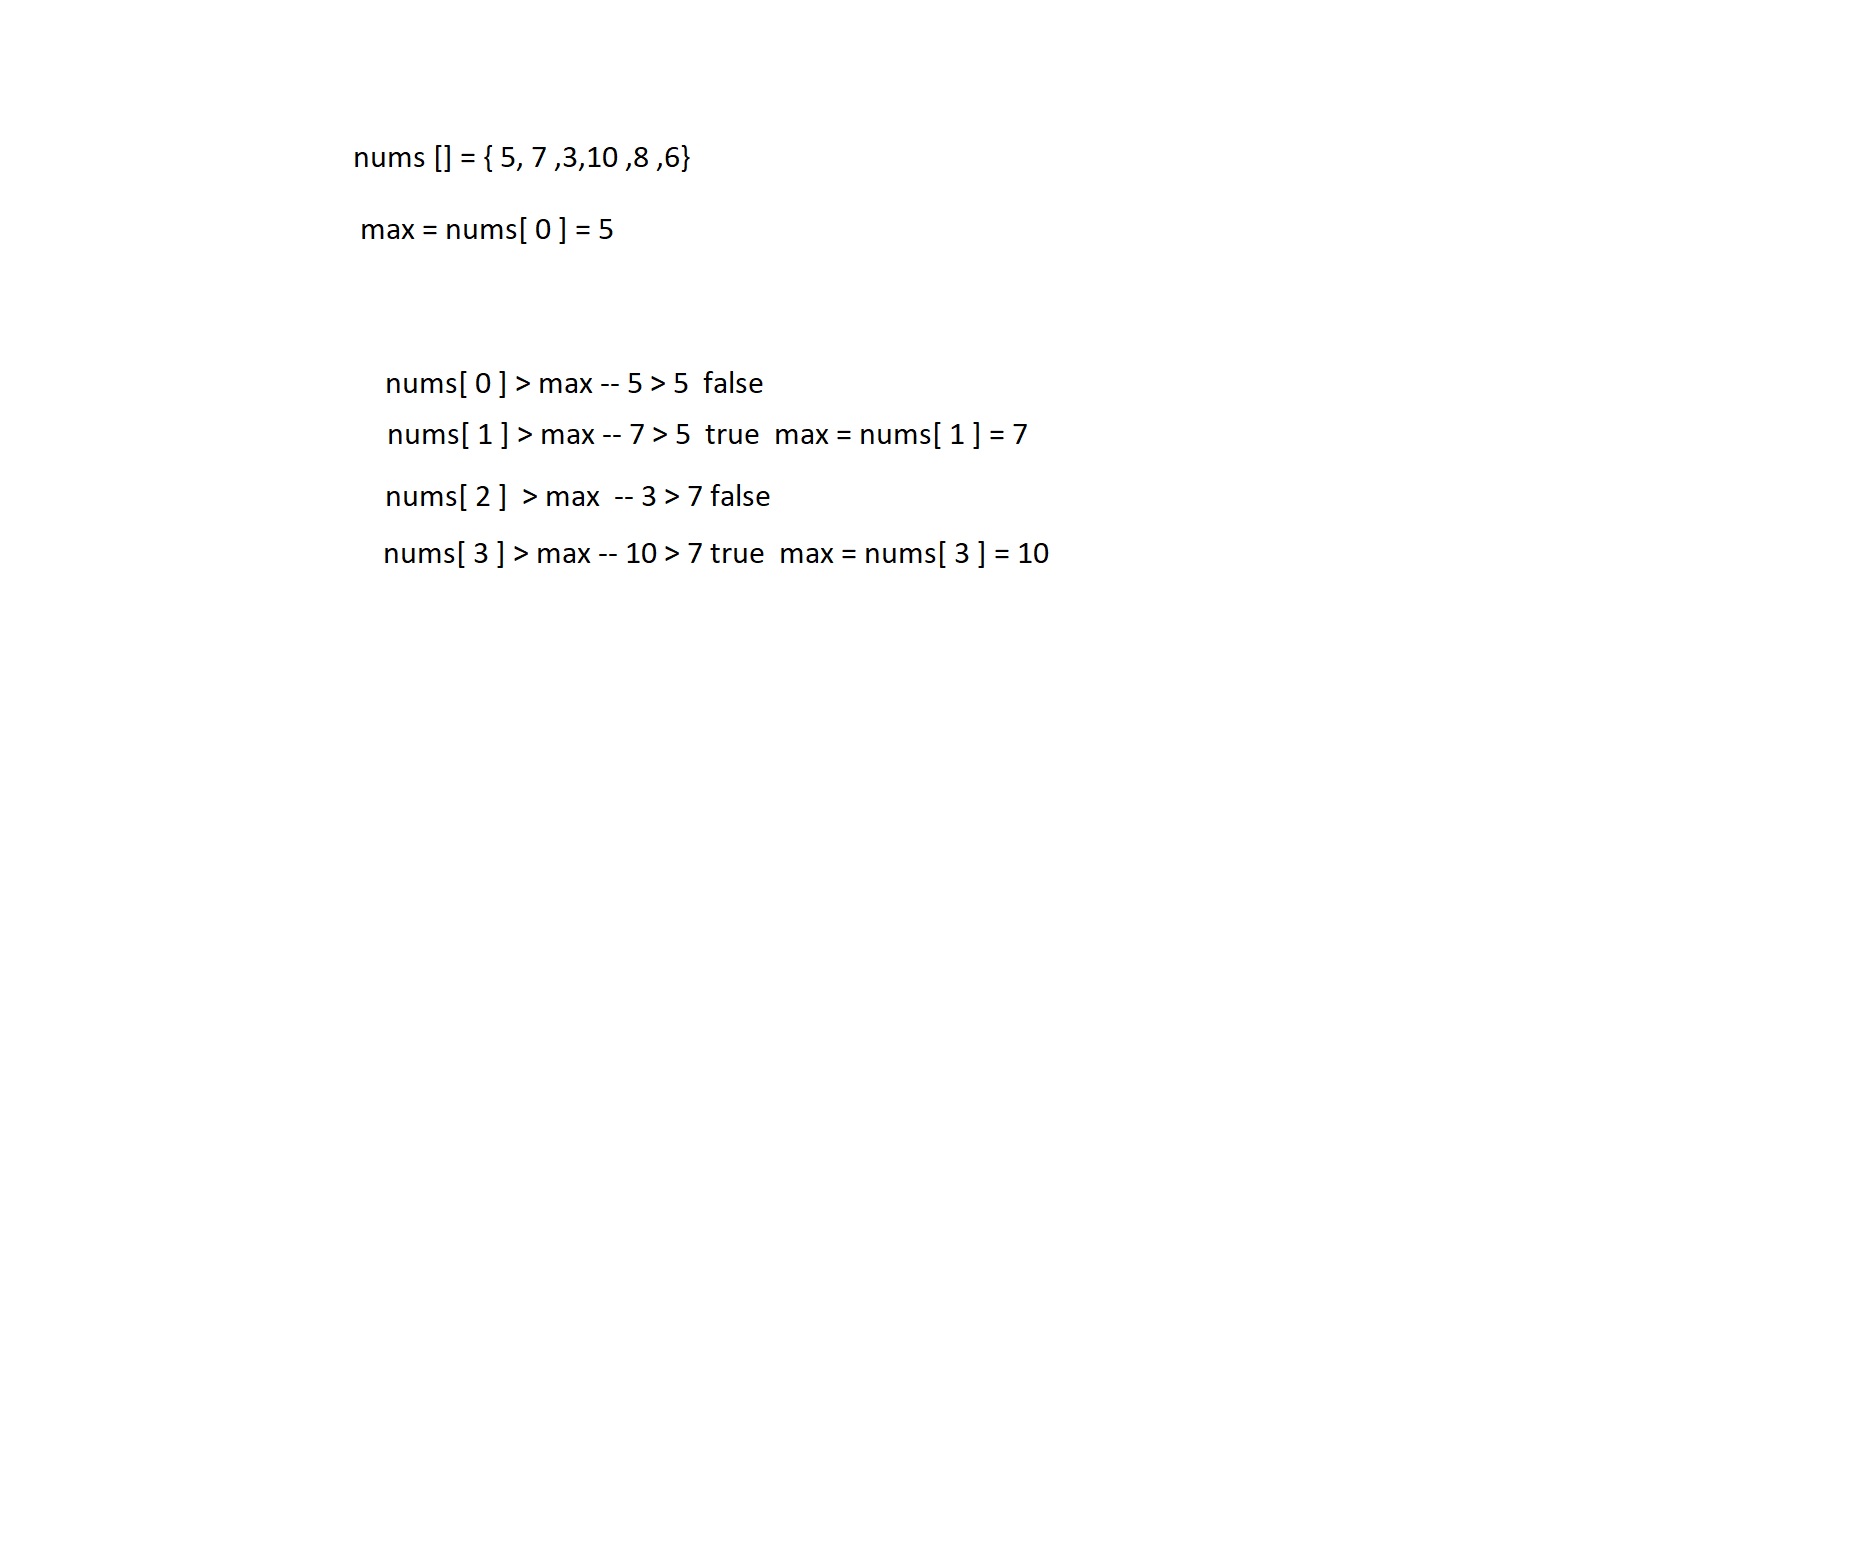 nums [] = { 5, 7 ,3,10 ,8 ,6}
max = nums[ 0 ] = 5
nums[ 0 ] > max -- 5 > 5  false
nums[ 1 ] > max -- 7 > 5  true  max = nums[ 1 ] = 7
nums[ 2 ]  > max  -- 3 > 7 false
nums[ 3 ] > max -- 10 > 7 true  max = nums[ 3 ] = 10